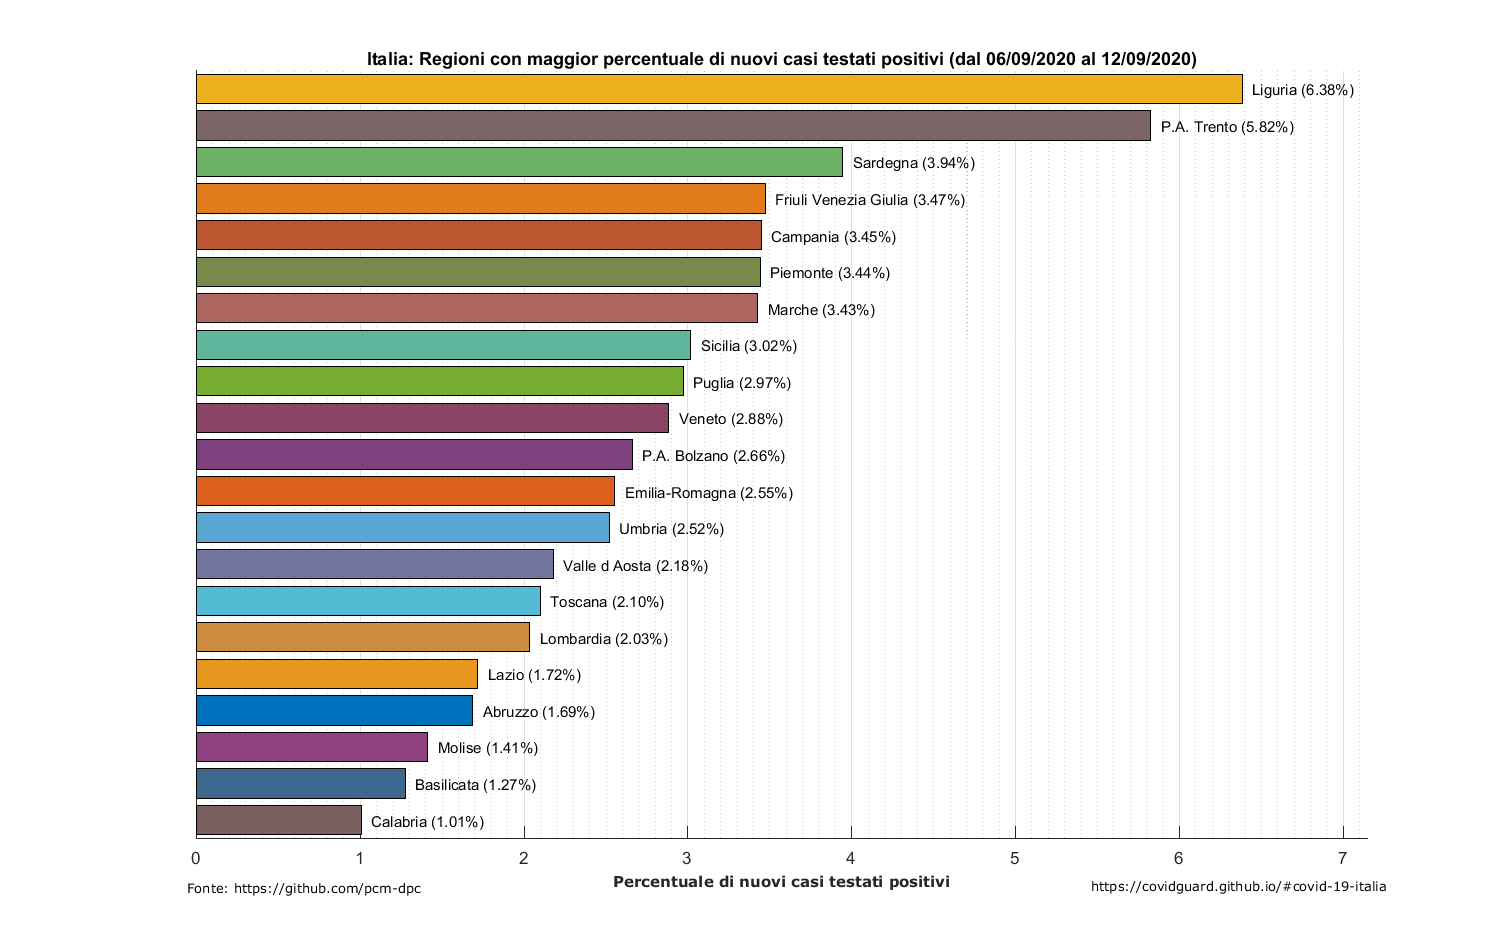 Italia: Regioni con maggior percentuale di nuovi casi testati positivi (dal 06/09/2020 al 12/09/2020)
Liguria (6.38%)
P.A. Trento (5.82%)
Sardegna (3.94%)
Friuli Venezia Giulia (3.47%)
Campania (3.45%)
Piemonte (3.44%)
Marche (3.43%)
Sicilia (3.02%)
Puglia (2.97%)
Veneto (2.88%)
P.A. Bolzano (2.66%)
Emilia-Romagna (2.55%)
Umbria (2.52%)
Valle d Aosta (2.18%)
Toscana (2.10%)
Lombardia (2.03%)
Lazio (1.72%)
Abruzzo (1.69%)
Molise (1.41%)
Basilicata (1.27%)
Calabria (1.01%)
0 1 2 3 4 5 6 7
Percentuale di nuovi casi testati positivi
Fonte: https://github.com/pcm-dpc
https://covidguard.github.io/#covid-19-italia